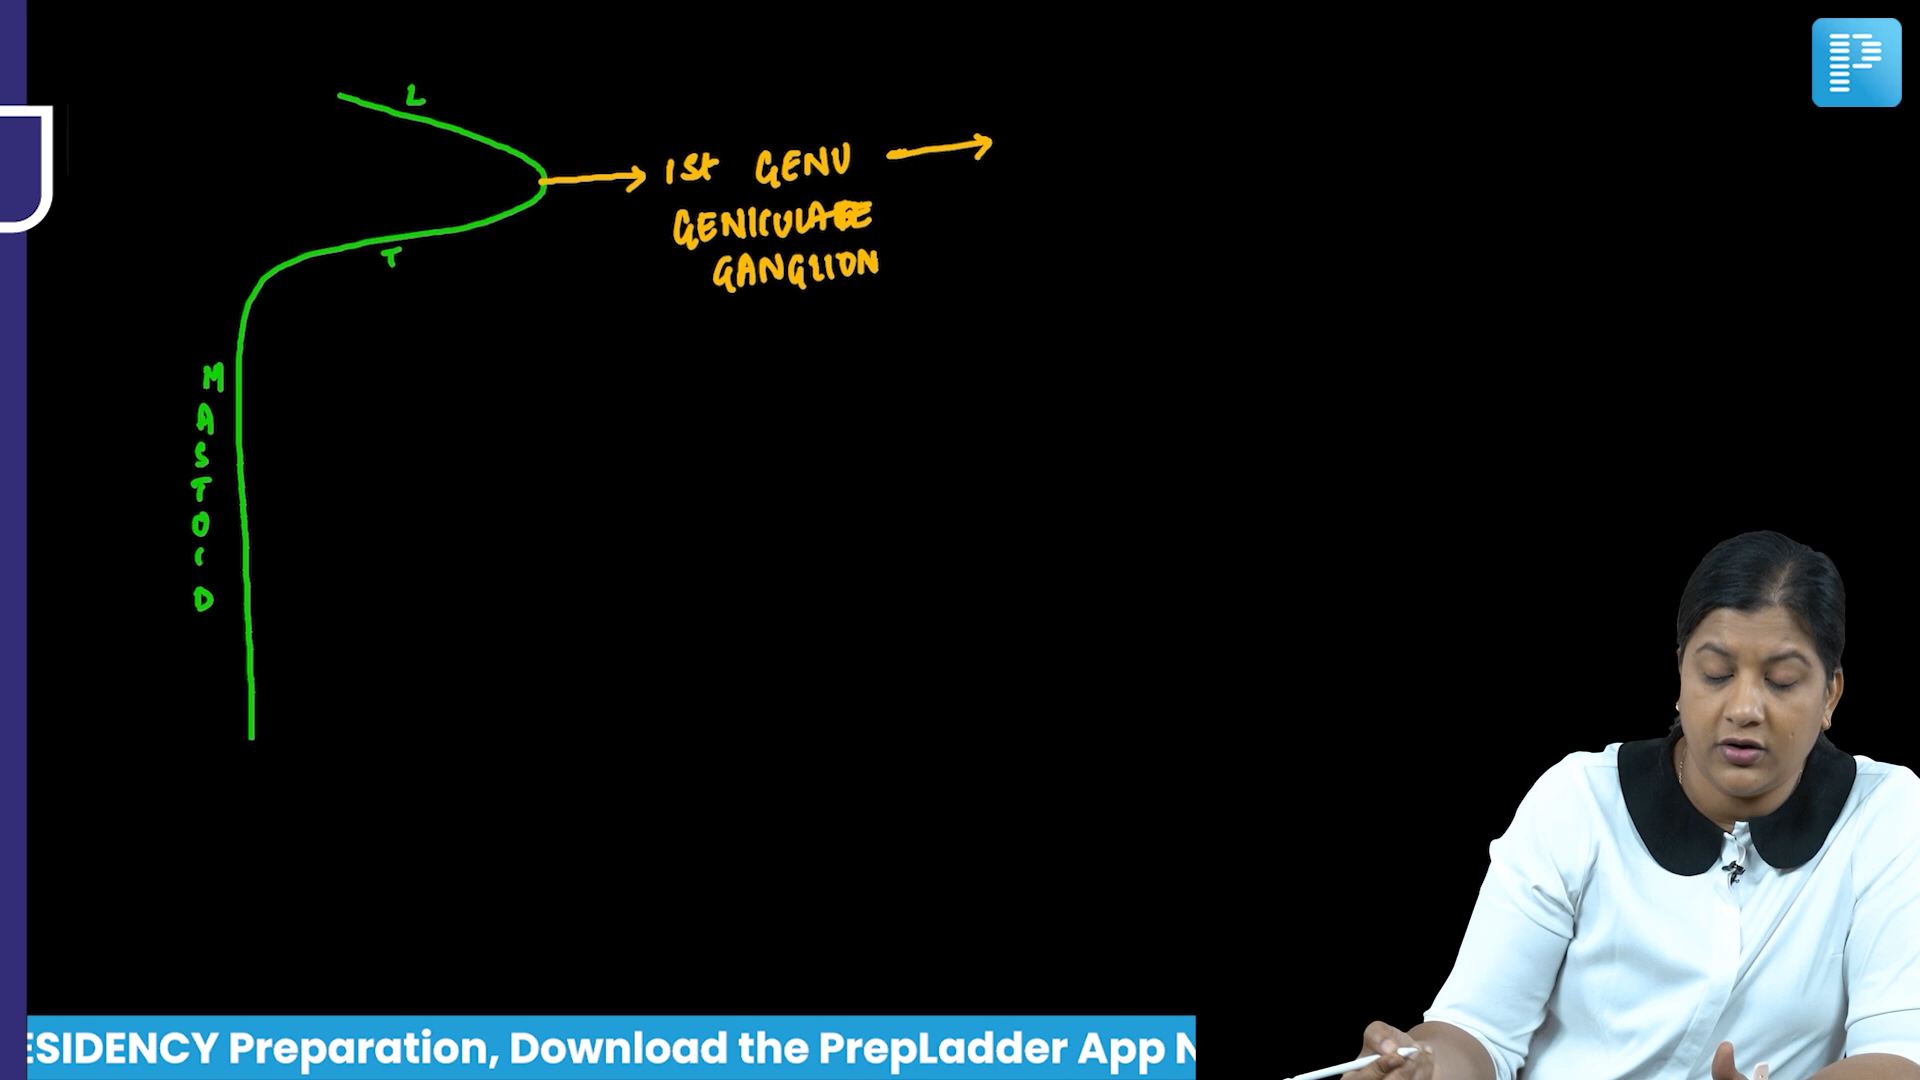 L
1St GENU
GENICULATE
GANGLION
T
MASTOID
ESIDENCY Preparation, Download the PrepLadder App N